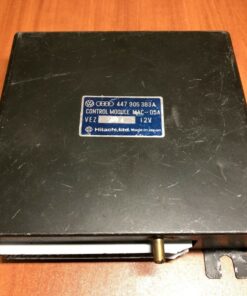 447 906 383A
CONTROL MODULE MAC-05A
VEZ 12V
Hitachi, Ltd. Made in Japan